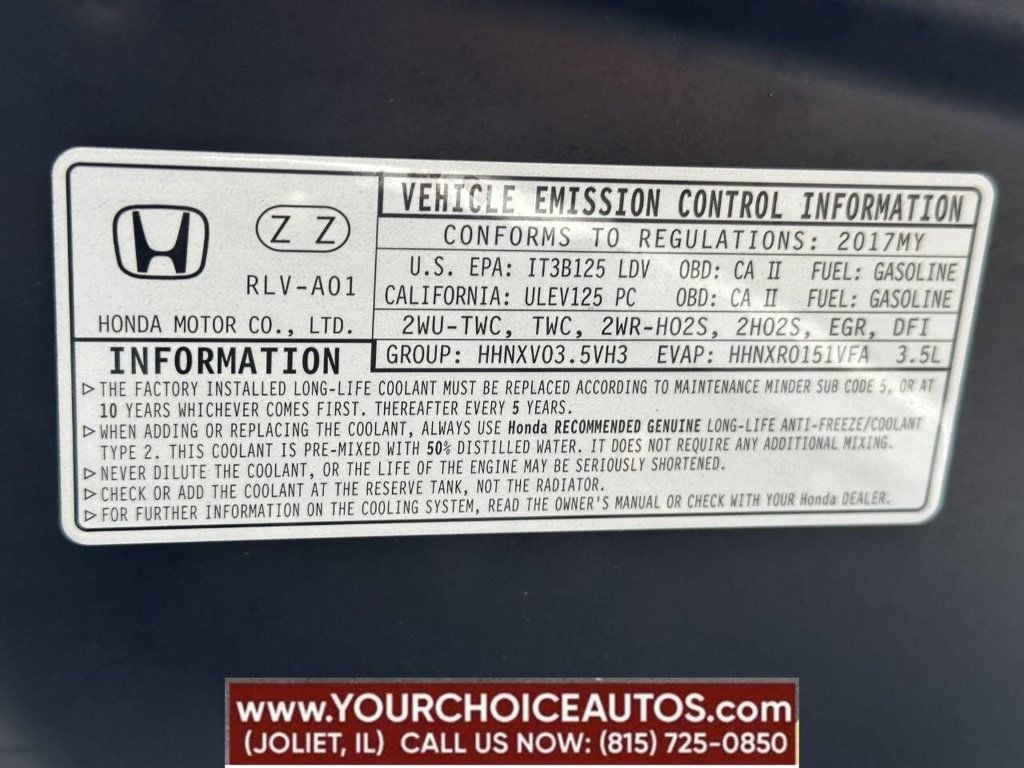 VEHICLE EMISSION CONTROL INFORMATION
Z Z
CONFORMS TO REGULATIONS: 2017MY
RLV-A01
U.S. EPA: IT3B125 LDV OBD: CA II FUEL: GASOLINE
CALIFORNIA: ULEV125 PC OBD: CA II FUEL: GASOLINE
HONDA MOTOR CO., LTD.
2WU-TWC, TWC, 2WR-HO2S, 2HO2S, EGR, DFI
INFORMATION
GROUP: HHNXV03.5VH3 EVAP: HHNXR0151VFA 3.5L
▷THE FACTORY INSTALLED LONG-LIFE COOLANT MUST BE REPLACED ACCORDING TO MAINTENANCE MINDER SUB CODE 5, OR AT
10 YEARS WHICHEVER COMES FIRST. THEREAFTER EVERY 5 YEARS.
▷WHEN ADDING OR REPLACING THE COOLANT, ALWAYS USE Honda RECOMMENDED GENUINE LONG-LIFE ANTI-FREEZE/COOLANT
TYPE 2. THIS COOLANT IS PRE-MIXED WITH 50% DISTILLED WATER. IT DOES NOT REQUIRE ANY ADDITIONAL MIXING.
▷NEVER DILUTE THE COOLANT, OR THE LIFE OF THE ENGINE MAY BE SERIOUSLY SHORTENED.
▷CHECK OR ADD THE COOLANT AT THE RESERVE TANK, NOT THE RADIATOR.
▷FOR FURTHER INFORMATION ON THE COOLING SYSTEM, READ THE OWNER'S MANUAL OR CHECK WITH YOUR Honda DEALER.
www.YOURCHOICEAUTOS.com
(JOLIET, IL) CALL US NOW: (815) 725-0850